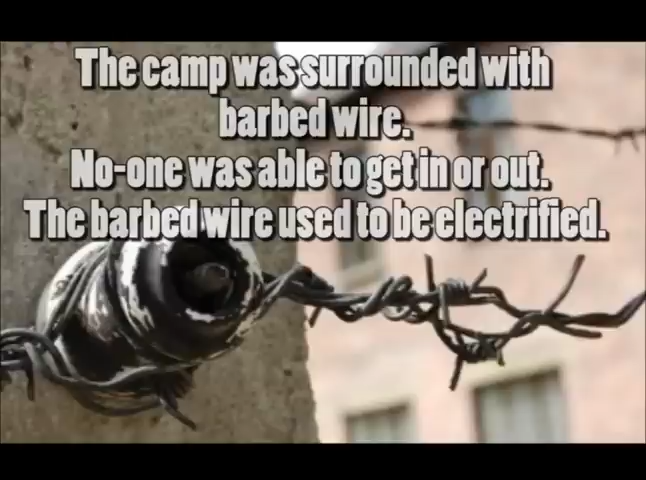 The camp was surrounded with
barbed wire.
No-one was able to get in or out.
The barbed wire used to be electrified.